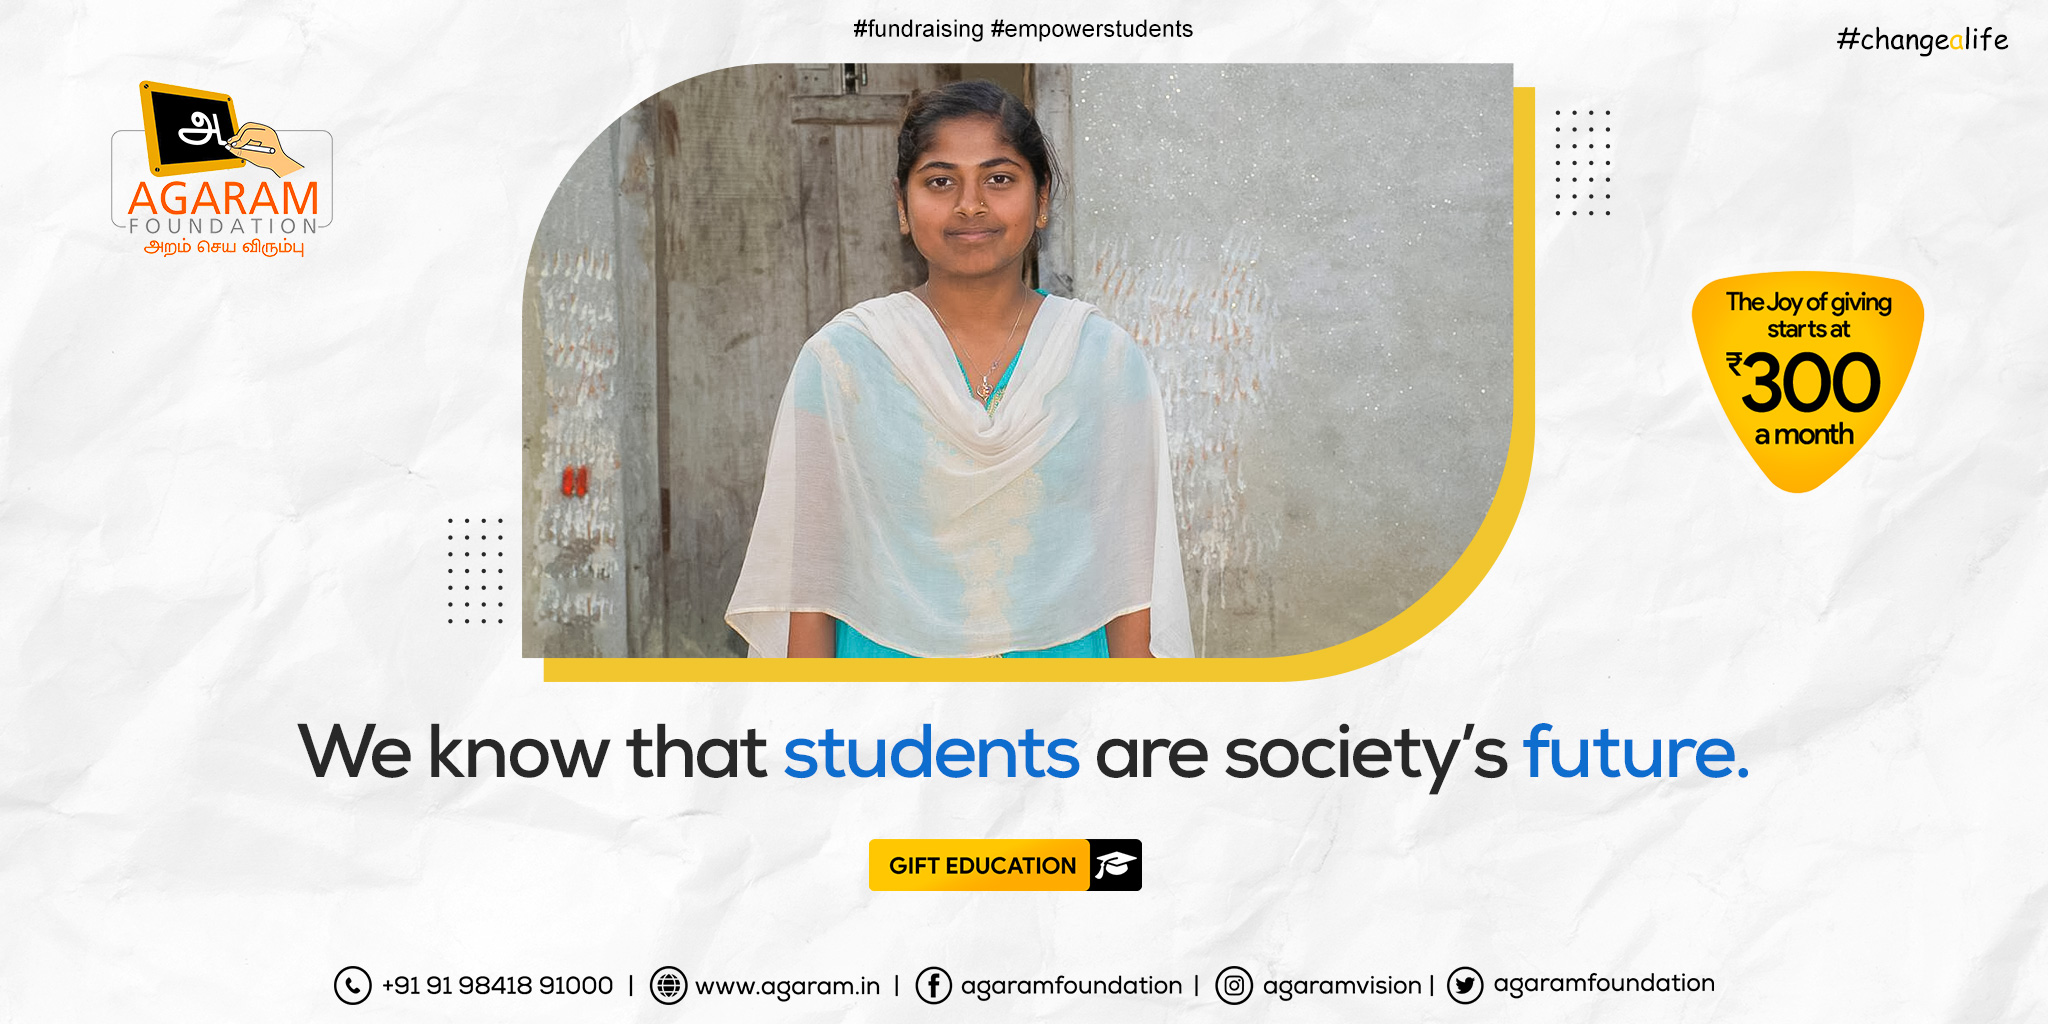 #fundraising #empowerstudents
#changealife
அ
AGARAM
FOUNDATION
அறம் செய விரும்பு
The Joy of giving
starts at
₹300
a month
We know that students are society's future.
GIFT EDUCATION
+91 91 98418 91000 | www.agaram.in | agaramfoundation | agaramvision | agaramfoundation